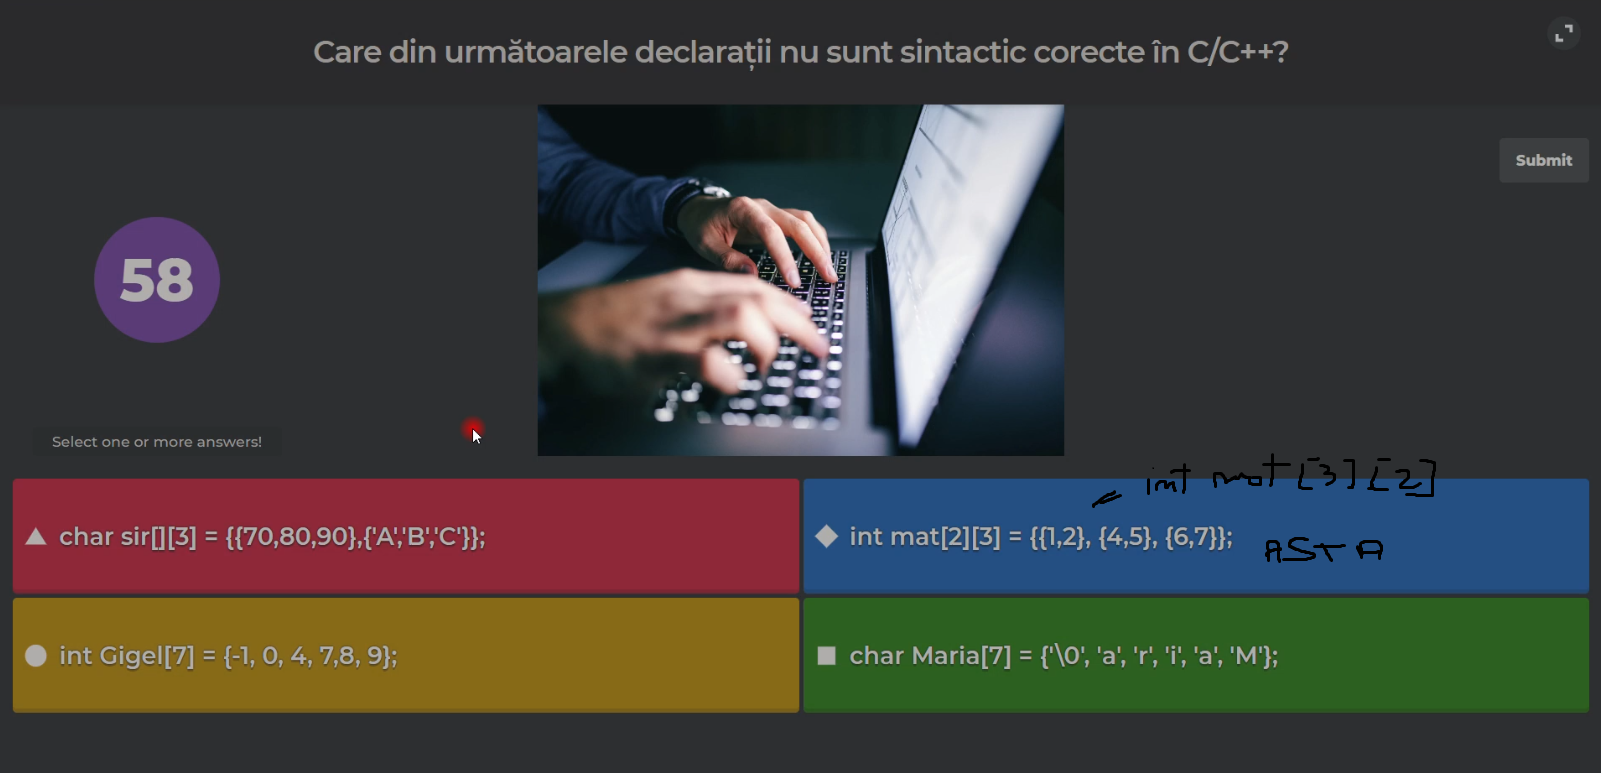 Care din următoarele declarații nu sunt sintactic corecte în C/C++?
Submit
58
Select one or more answers!
int mat[3][2]
char sir[][3] = {{70,80,90},{'A','B','C'}};
int mat[2][3] = {{1,2}, {4,5}, {6,7}};
ASTA
int Gigel[7] = {-1, 0, 4, 7,8, 9};
char Maria[7] = {'\0', 'a', 'r', 'i', 'a', 'M'};